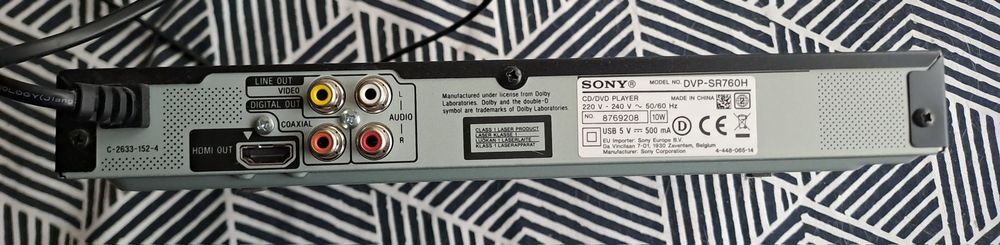 OLOGY(Jiang
C-2633-152-4
LINE OUT
VIDEO
DIGITAL OUT
COAXIAL
HDMI OUT
L
AUDIO
R
Manufactured under license from Dolby
Laboratories. Dolby and the double-D
symbol are trademarks of Dolby Laboratories
CLASS 1 LASER PRODUCT
LASER KLASSE 1
LUOKAN 1 LASERLAITE
KLASS 1 LASERAPPARAT
SONY®
MODEL NO. DVP-SR760H
CD/DVD PLAYER
MADE IN CHINA
220 V - 240 V ~ 50/60 Hz
NO. 8769208 10W
USB 5 V 500 mA
D
CE
EU Importer: Sony Europe B.V.
Da Vincilaan 7-01, 1930 Zaventem, Belgium
Manufacturer: Sony Corporation
4-448-065-14